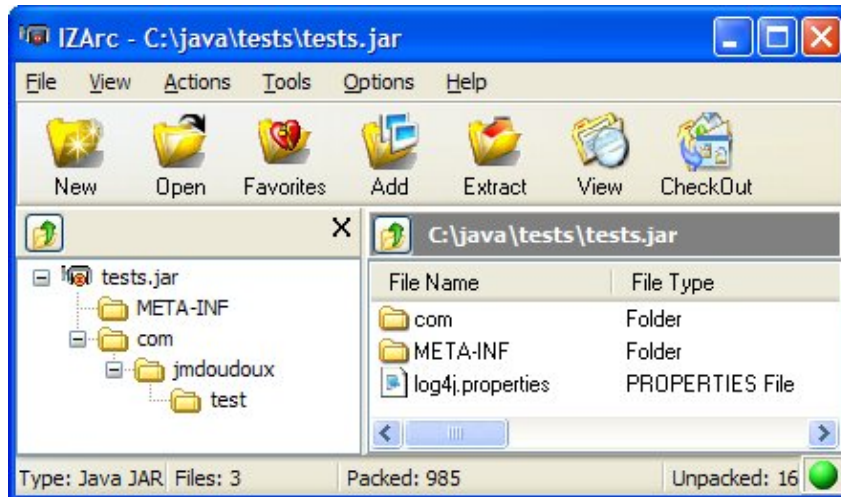 IZArc - C:\java\tests\tests.jar
File View Actions Tools Options Help
New Open Favorites Add Extract View CheckOut
C:\java\tests\tests.jar
tests.jar
META-INF
com
jmdoudoux
test
File Name File Type
com Folder
META-INF Folder
log4j.properties PROPERTIES File
Type: Java JAR Files: 3 Packed: 985 Unpacked: 16